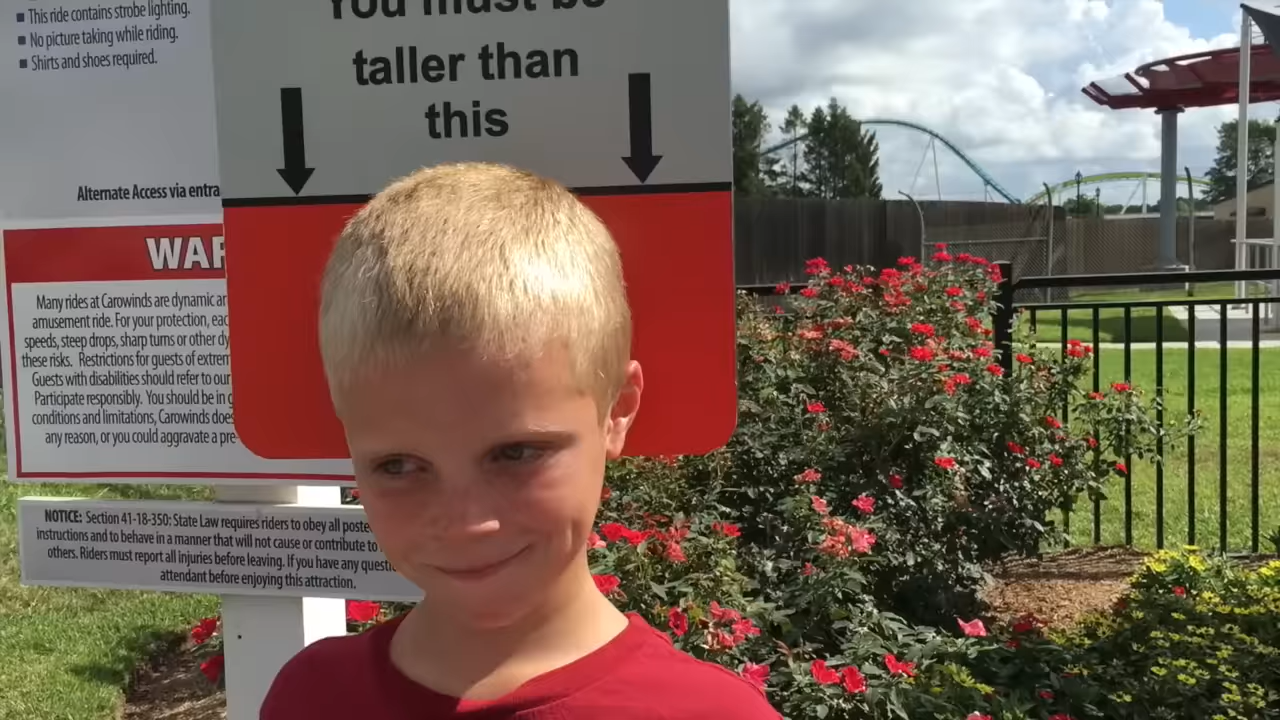 This ride contains strobe lighting.
No picture taking while riding.
Shirts and shoes required.
You must be
taller than
this
Alternate Access via entra
WAR
Many rides at Carowinds are dynamic an
amusement ride. For your protection, eac
speeds, steep drops, sharp turns or other dy
these risks. Restrictions for guests of extrem
Guests with disabilities should refer to our
Participate responsibly. You should be in g
conditions and limitations, Carowinds does
any reason, or you could aggravate a pre
NOTICE: Section 41-18-350: State Law requires riders to obey all poste
instructions and to behave in a manner that will not cause or contribute to
others. Riders must report all injuries before leaving. If you have any questi
attendant before enjoying this attraction.